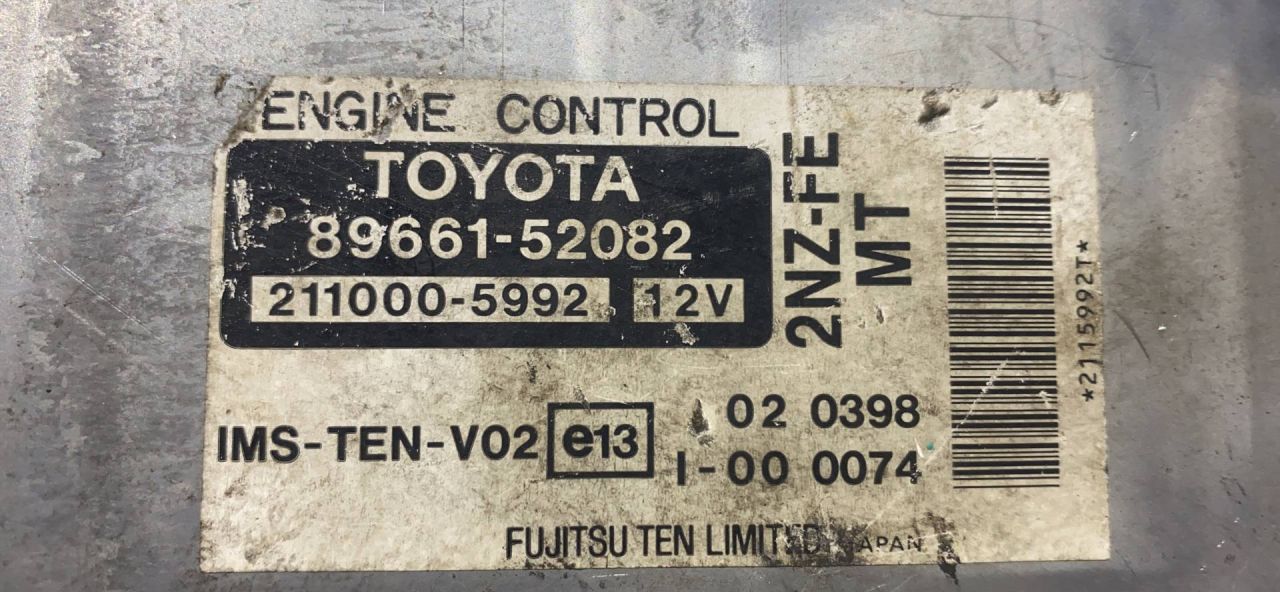 ENGINE CONTROL
TOYOTA
89661-52082
211000-5992 12V
2NZ-FE
MT
IMS-TEN-V02 e13 02 0398
I-00 0074
FUJITSU TEN LIMITED JAPAN
*2115992T*